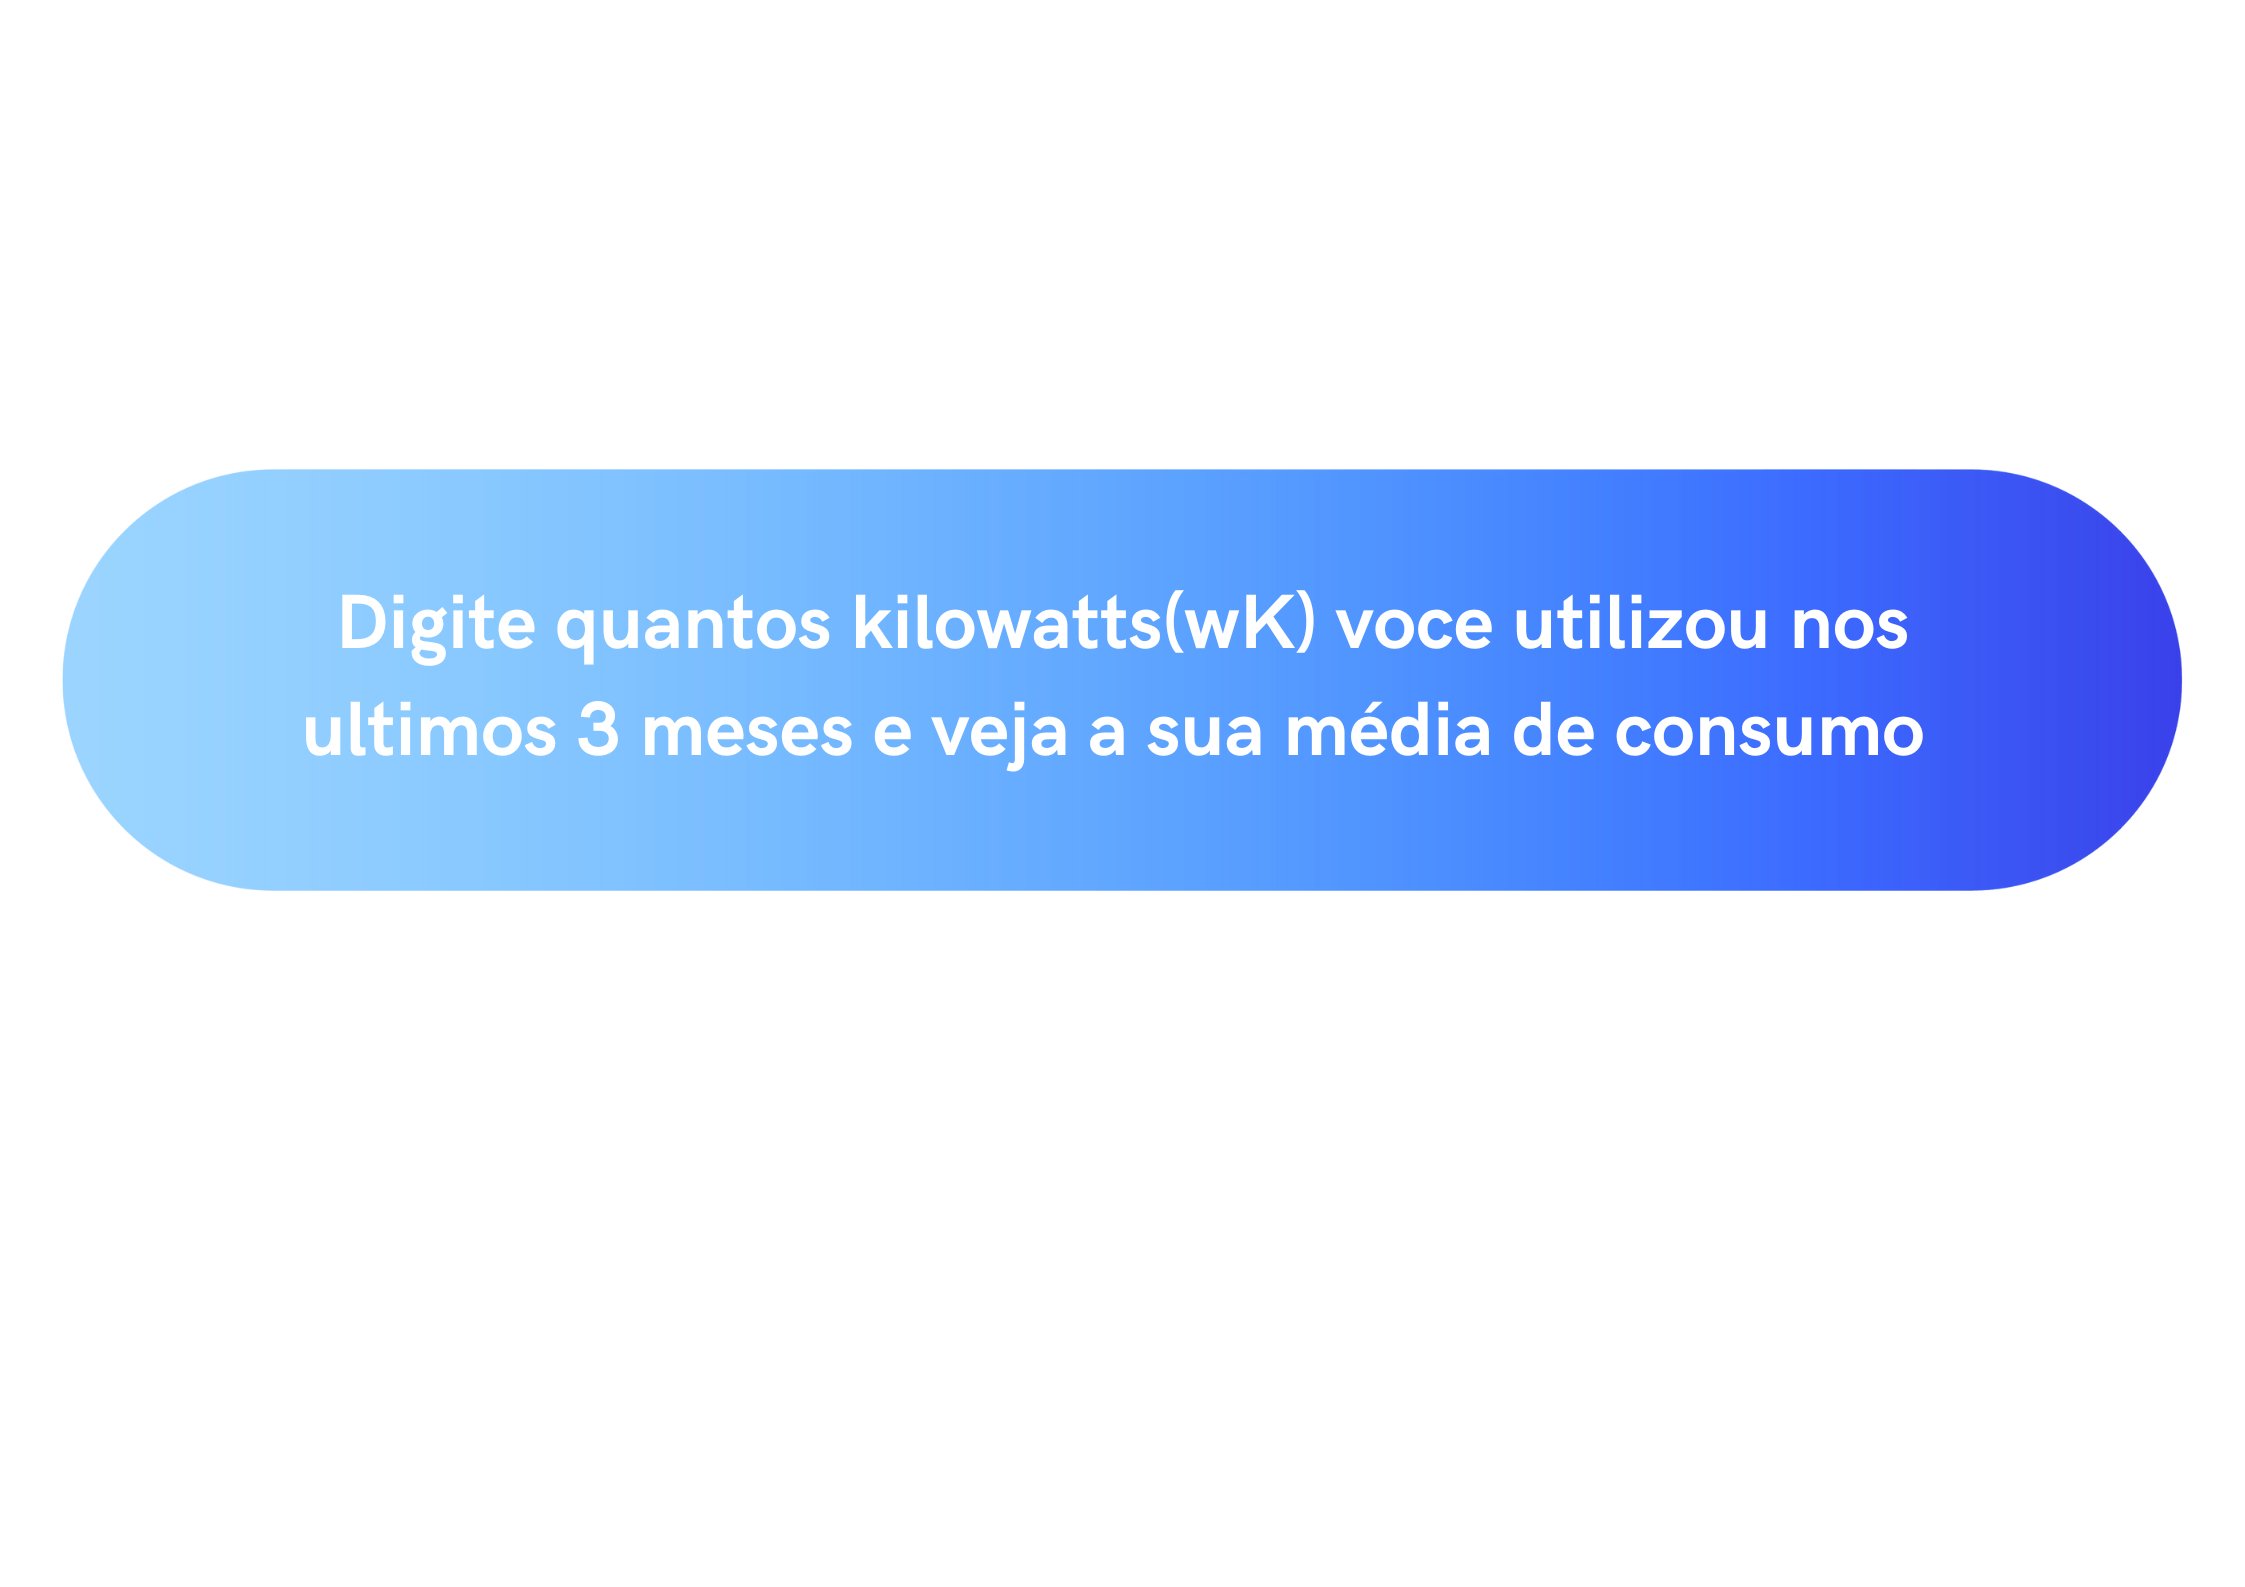 Digite quantos kilowatts(wK) voce utilizou nos
ultimos 3 meses e veja a sua média de consumo